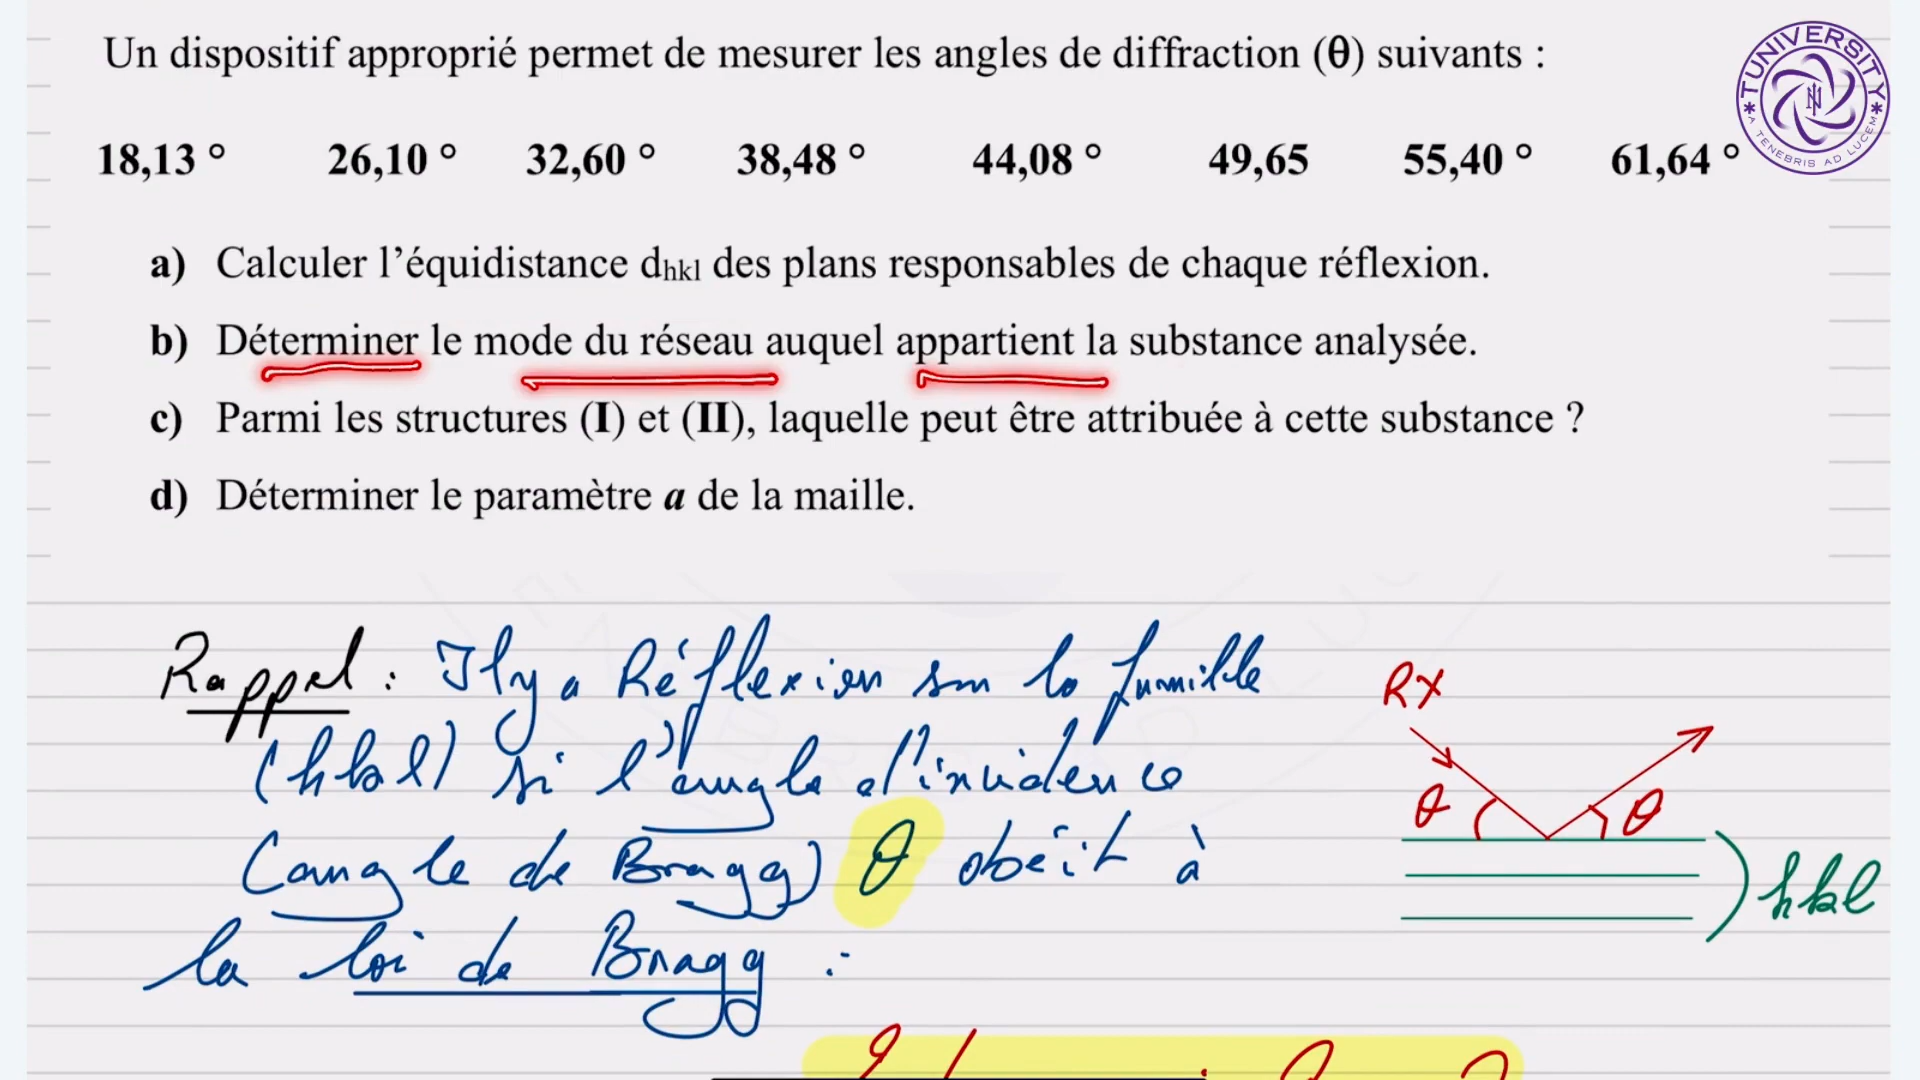 Un dispositif approprié permet de mesurer les angles de diffraction (θ) suivants :
TUNIVERSITY
A TENEBRIS AD LUCEM
18,13 ° 26,10 ° 32,60 ° 38,48 ° 44,08 ° 49,65 55,40 ° 61,64 °
a) Calculer l’équidistance dhkl des plans responsables de chaque réflexion.
b) Déterminer le mode du réseau auquel appartient la substance analysée.
c) Parmi les structures (I) et (II), laquelle peut être attribuée à cette substance ?
d) Déterminer le paramètre a de la maille.
Rappel : Il y a Réflexion sur la famille
(hkl) si l'angle d'incidence
(angle de Bragg) θ obéit à
la loi de Bragg :
RX
θ θ
hkl